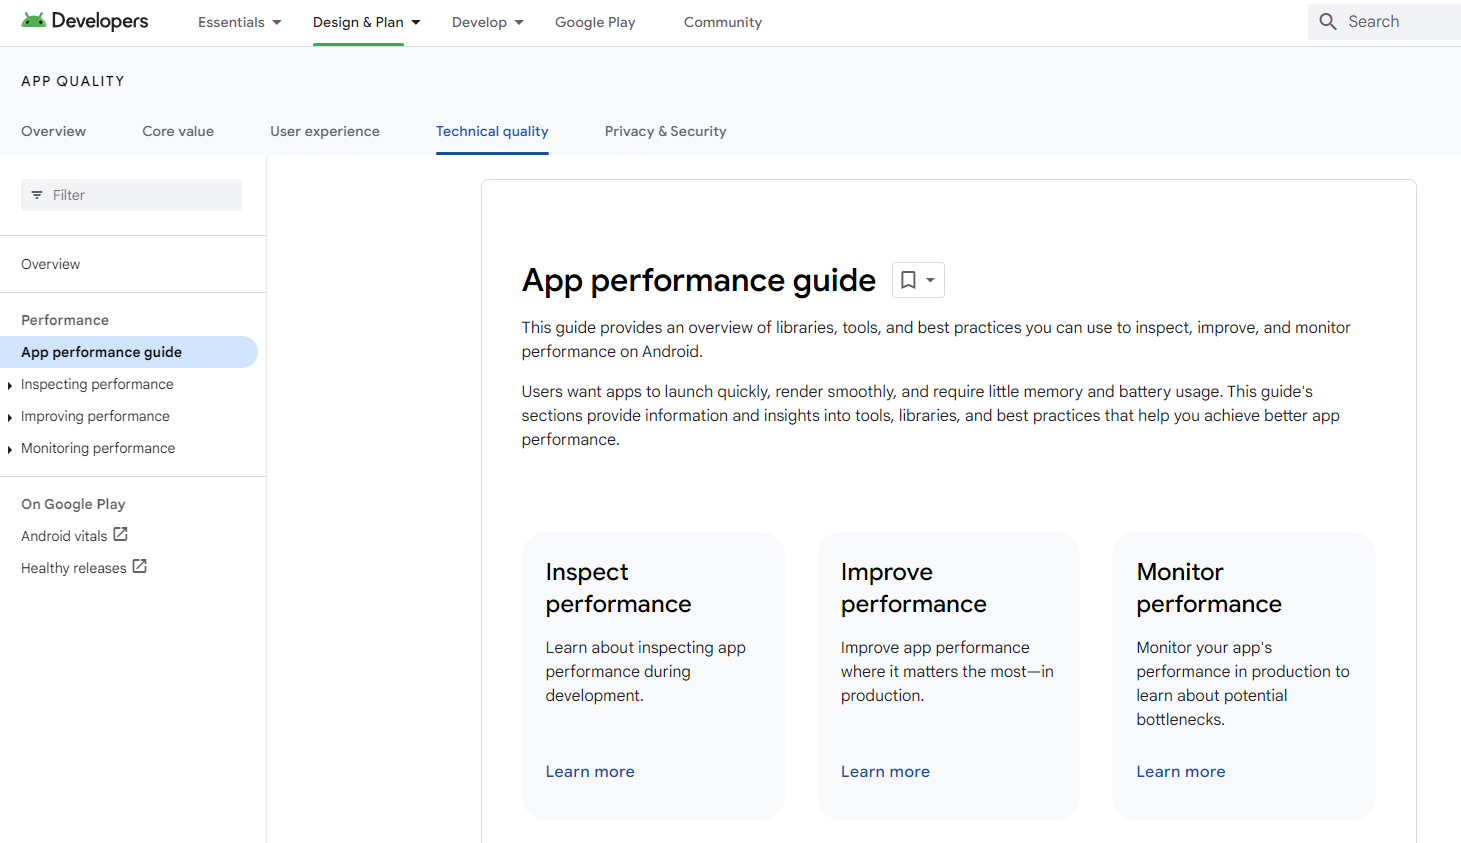 Developers
Essentials
Design & Plan
Develop
Google Play
Community
Search
APP QUALITY
Overview
Core value
User experience
Technical quality
Privacy & Security
Filter
Overview
Performance
App performance guide
Inspecting performance
Improving performance
Monitoring performance
On Google Play
Android vitals
Healthy releases
App performance guide
This guide provides an overview of libraries, tools, and best practices you can use to inspect, improve, and monitor
performance on Android.
Users want apps to launch quickly, render smoothly, and require little memory and battery usage. This guide's
sections provide information and insights into tools, libraries, and best practices that help you achieve better app
performance.
Inspect
performance
Learn about inspecting app
performance during
development.
Learn more
Improve
performance
Improve app performance
where it matters the most—in
production.
Learn more
Monitor
performance
Monitor your app's
performance in production to
learn about potential
bottlenecks.
Learn more